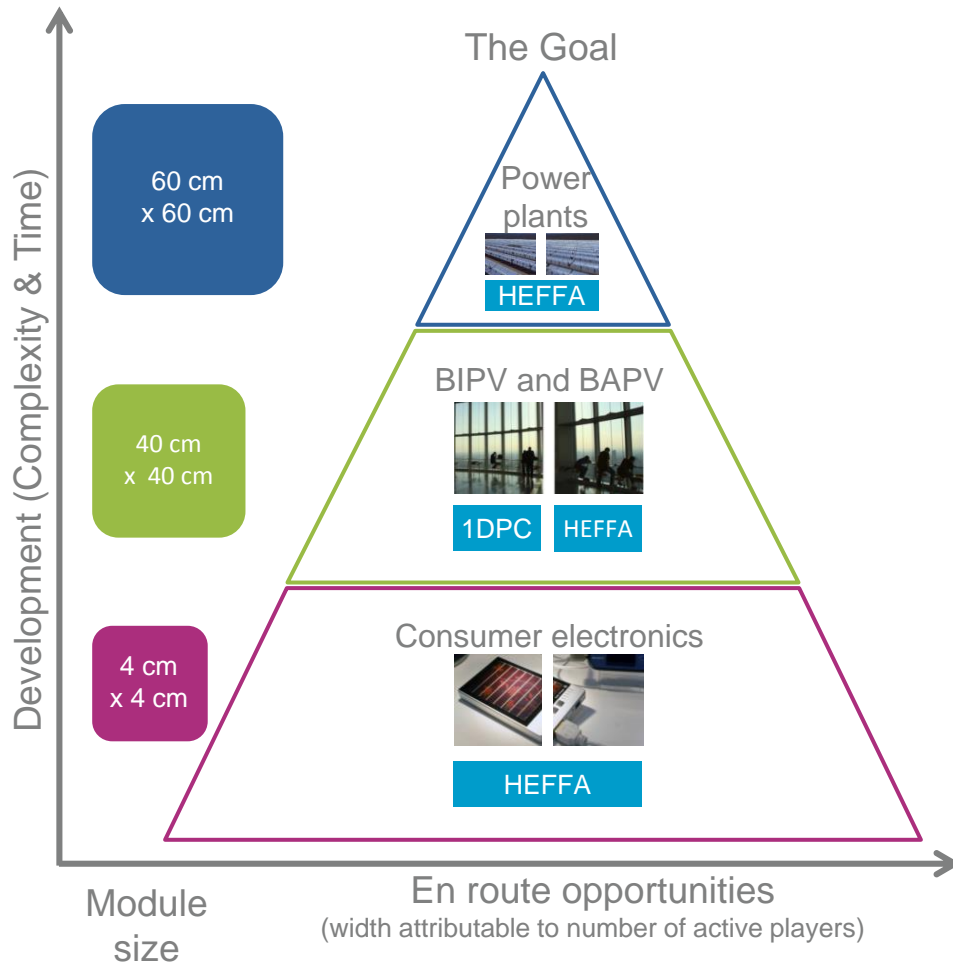 The Goal
60 cm
x 60 cm
Power
plants
HEFFA
BIPV and BAPV
40 cm
x  40 cm
1DPC
HEFFA
Consumer electronics
4 cm
x 4 cm
HEFFA
Development (Complexity & Time)
Module
size
En route opportunities
(width attributable to number of active players)